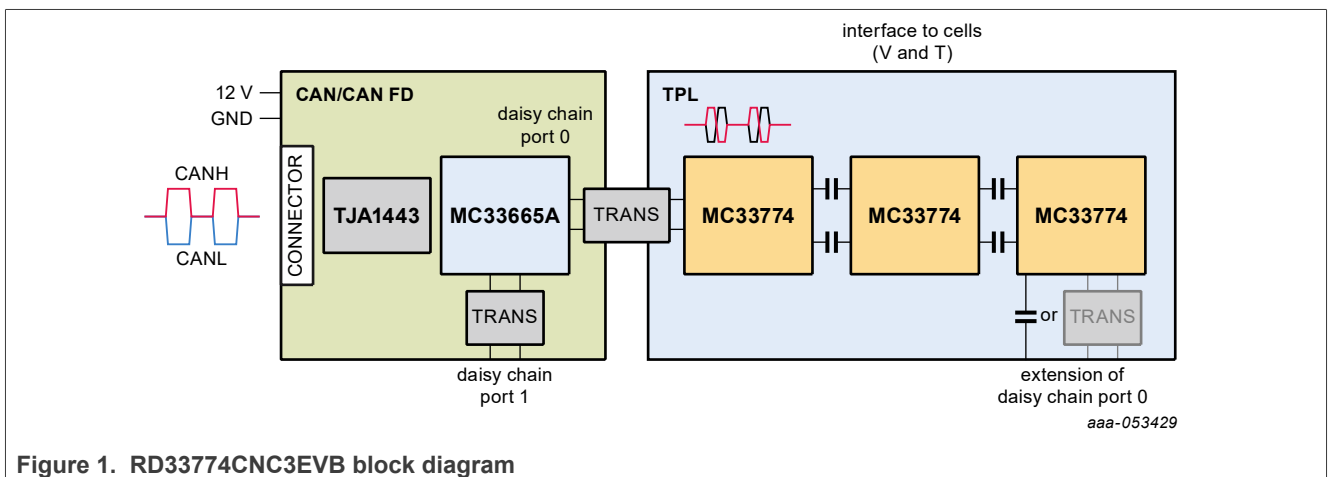 interface to cells
(V and T)
12 V
GND
CAN/CAN FD
daisy chain
port 0
TPL
CANH
CANL
CONNECTOR
TJA1443
MC33665A
TRANS
MC33774
MC33774
MC33774
TRANS
or
TRANS
daisy chain
port 1
extension of
daisy chain port 0
aaa-053429
Figure 1. RD33774CNC3EVB block diagram